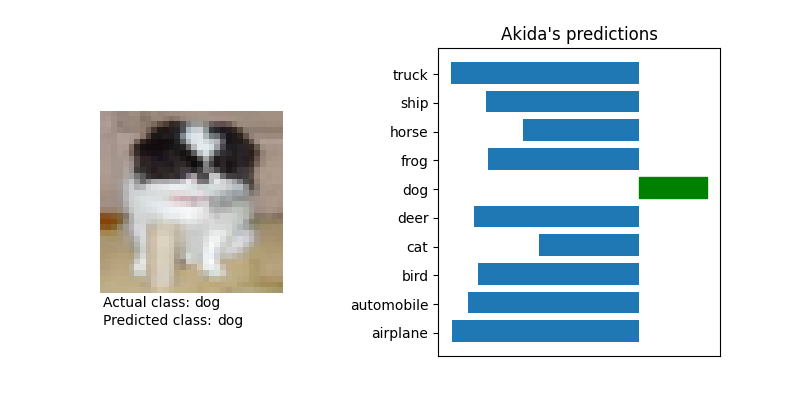 Akida's predictions
truck
ship
horse
frog
dog
deer
cat
bird
automobile
airplane
Actual class: dog
Predicted class: dog